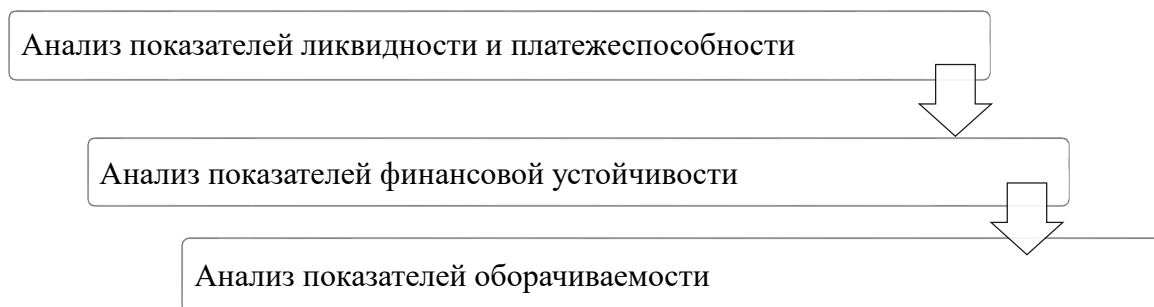 Анализ показателей ликвидности и платежеспособности
Анализ показателей финансовой устойчивости
Анализ показателей оборачиваемости